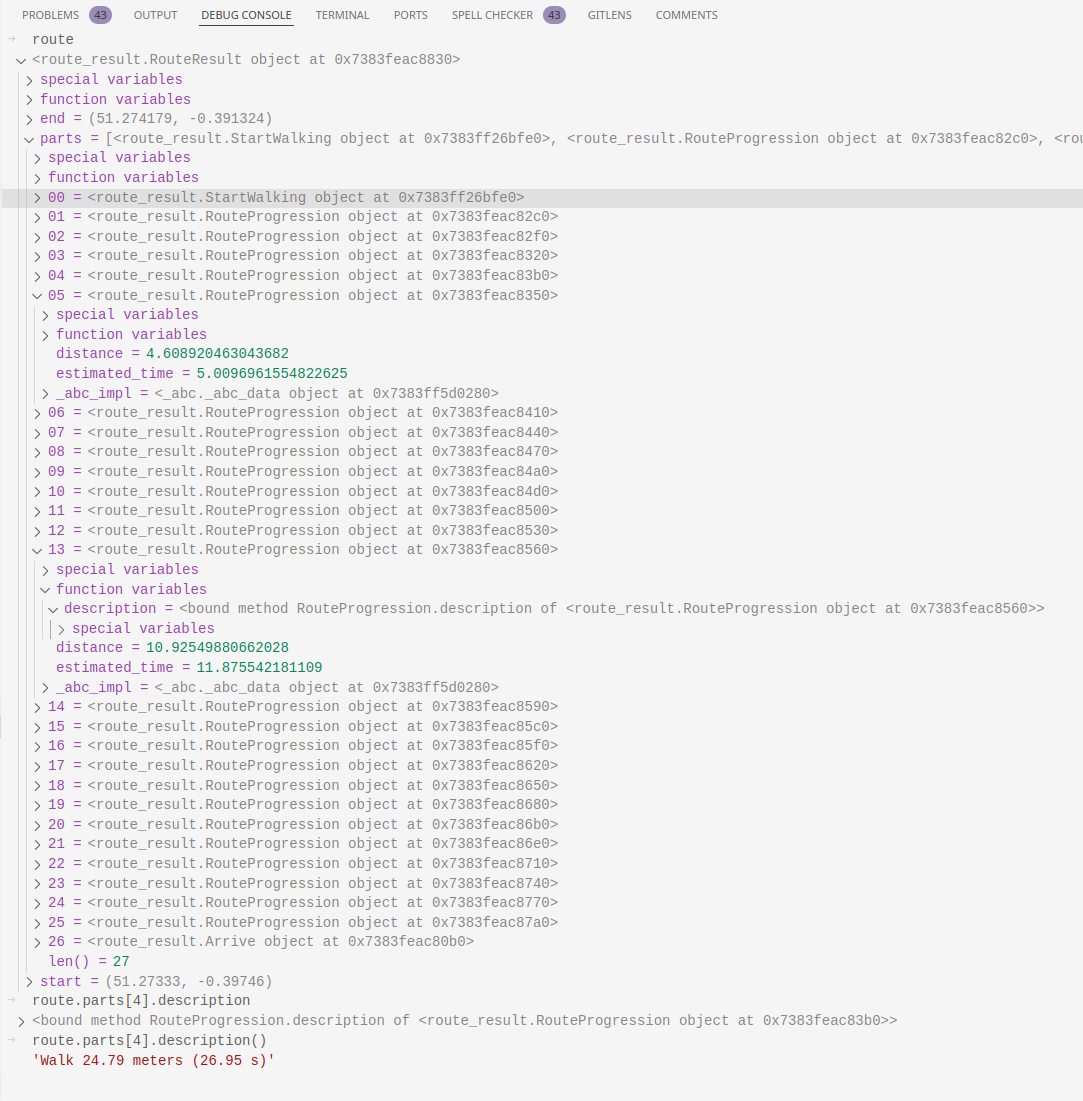 PROBLEMS 43 OUTPUT DEBUG CONSOLE TERMINAL PORTS SPELL CHECKER 43 GITLENS COMMENTS
route
<route_result.RouteResult object at 0x7383feac8830>
special variables
function variables
end = (51.274179, -0.391324)
parts = [<route_result.StartWalking object at 0x7383ff26bfe0>, <route_result.RouteProgression object at 0x7383feac82c0>, <rou
special variables
function variables
00 = <route_result.StartWalking object at 0x7383ff26bfe0>
01 = <route_result.RouteProgression object at 0x7383feac82c0>
02 = <route_result.RouteProgression object at 0x7383feac82f0>
03 = <route_result.RouteProgression object at 0x7383feac8320>
04 = <route_result.RouteProgression object at 0x7383feac83b0>
05 = <route_result.RouteProgression object at 0x7383feac8350>
special variables
function variables
distance = 4.608920463043682
estimated_time = 5.0096961554822625
_abc_impl = <_abc._abc_data object at 0x7383ff5d0280>
06 = <route_result.RouteProgression object at 0x7383feac8410>
07 = <route_result.RouteProgression object at 0x7383feac8440>
08 = <route_result.RouteProgression object at 0x7383feac8470>
09 = <route_result.RouteProgression object at 0x7383feac84a0>
10 = <route_result.RouteProgression object at 0x7383feac84d0>
11 = <route_result.RouteProgression object at 0x7383feac8500>
12 = <route_result.RouteProgression object at 0x7383feac8530>
13 = <route_result.RouteProgression object at 0x7383feac8560>
special variables
function variables
description = <bound method RouteProgression.description of <route_result.RouteProgression object at 0x7383feac8560>>
special variables
distance = 10.92549880662028
estimated_time = 11.875542181109
_abc_impl = <_abc._abc_data object at 0x7383ff5d0280>
14 = <route_result.RouteProgression object at 0x7383feac8590>
15 = <route_result.RouteProgression object at 0x7383feac85c0>
16 = <route_result.RouteProgression object at 0x7383feac85f0>
17 = <route_result.RouteProgression object at 0x7383feac8620>
18 = <route_result.RouteProgression object at 0x7383feac8650>
19 = <route_result.RouteProgression object at 0x7383feac8680>
20 = <route_result.RouteProgression object at 0x7383feac86b0>
21 = <route_result.RouteProgression object at 0x7383feac86e0>
22 = <route_result.RouteProgression object at 0x7383feac8710>
23 = <route_result.RouteProgression object at 0x7383feac8740>
24 = <route_result.RouteProgression object at 0x7383feac8770>
25 = <route_result.RouteProgression object at 0x7383feac87a0>
26 = <route_result.Arrive object at 0x7383feac80b0>
len() = 27
start = (51.27333, -0.39746)
route.parts[4].description
<bound method RouteProgression.description of <route_result.RouteProgression object at 0x7383feac83b0>>
route.parts[4].description()
'Walk 24.79 meters (26.95 s)'